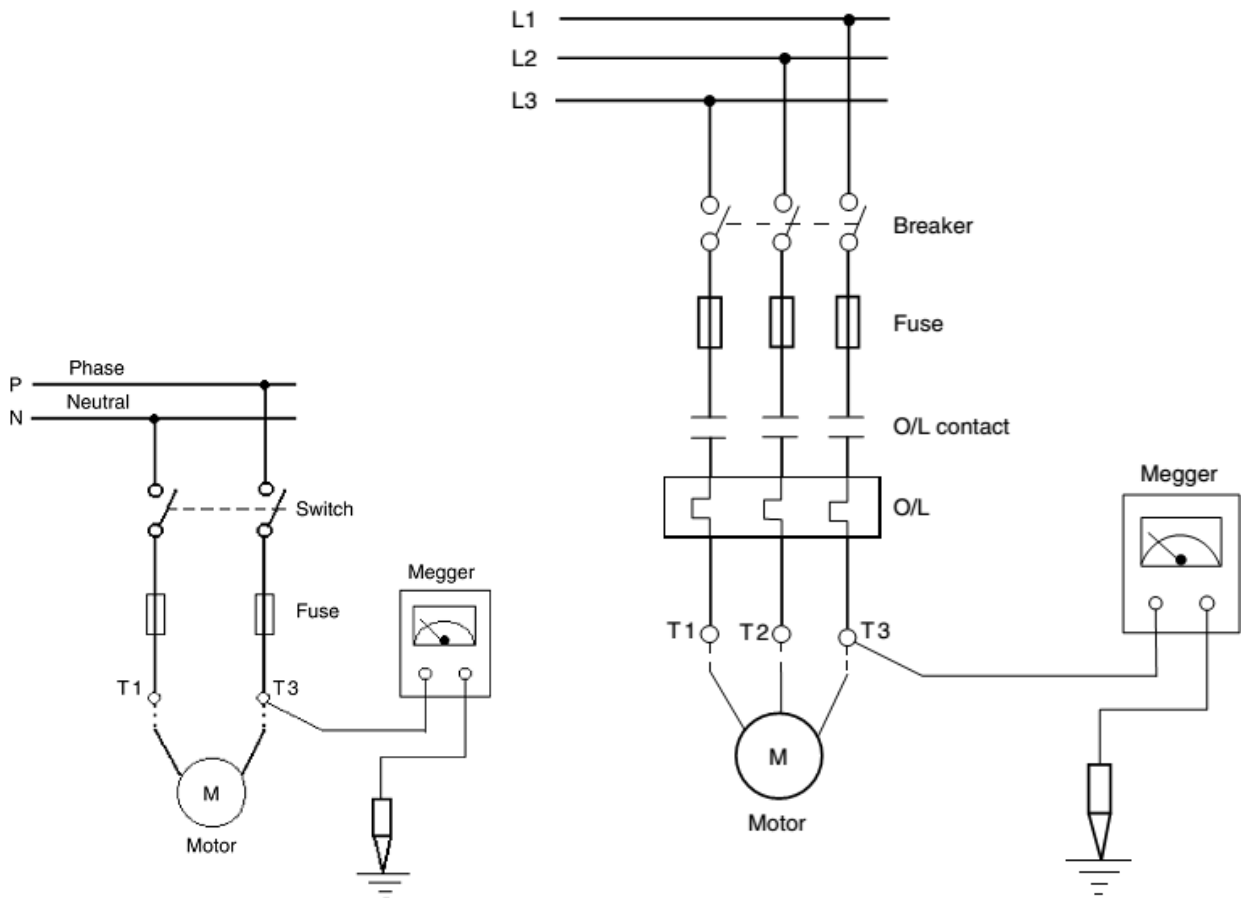 P
Phase
N
Neutral
Switch
Fuse
T1
T3
Megger
M
Motor
L1
L2
L3
Breaker
Fuse
O/L contact
O/L
T1
T2
T3
Megger
M
Motor